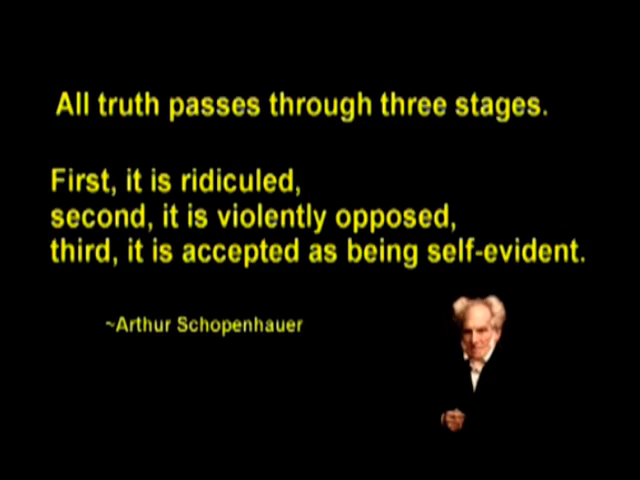 All truth passes through three stages.
First, it is ridiculed,
second, it is violently opposed,
third, it is accepted as being self-evident.
~Arthur Schopenhauer